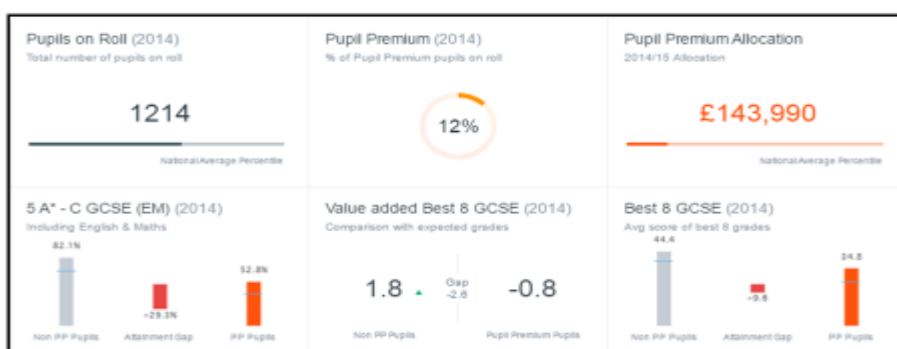 Pupils on Roll (2014)
Total number of pupils on roll
1214
National Average Percentile
Pupil Premium (2014)
% of Pupil Premium pupils on roll
12%
Pupil Premium Allocation
2014/15 Allocation
£143,990
National Average Percentile
5 A* - C GCSE (EM) (2014)
Including English & Maths
82.1%
-29.3%
52.8%
Non PP Pupils
Attainment Gap
PP Pupils
Value added Best 8 GCSE (2014)
Comparison with expected grades
1.8
Gap
-2.6
-0.8
Non PP Pupils
Pupil Premium Pupils
Best 8 GCSE (2014)
Avg score of best 8 grades
44.4
-9.6
34.8
Non PP Pupils
Attainment Gap
PP Pupils